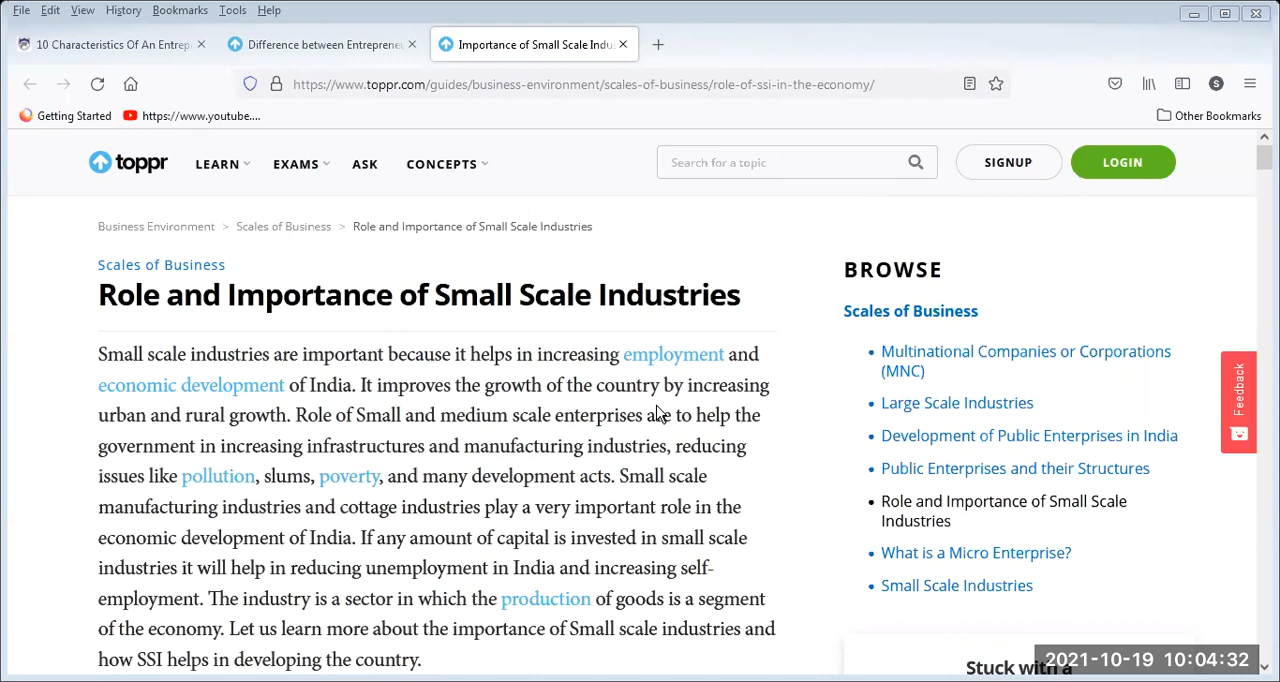 File Edit View History Bookmarks Tools Help
10 Characteristics Of An Entrep
Difference between Entreprene
Importance of Small Scale Indu
https://www.toppr.com/guides/business-environment/scales-of-business/role-of-ssi-in-the-economy/
S
Getting Started https://www.youtube.... Other Bookmarks
toppr LEARN EXAMS ASK CONCEPTS Search for a topic SIGNUP LOGIN
Business Environment > Scales of Business > Role and Importance of Small Scale Industries
Scales of Business
Role and Importance of Small Scale Industries
Small scale industries are important because it helps in increasing employment and
economic development of India. It improves the growth of the country by increasing
urban and rural growth. Role of Small and medium scale enterprises are to help the
government in increasing infrastructures and manufacturing industries, reducing
issues like pollution, slums, poverty, and many development acts. Small scale
manufacturing industries and cottage industries play a very important role in the
economic development of India. If any amount of capital is invested in small scale
industries it will help in reducing unemployment in India and increasing self-
employment. The industry is a sector in which the production of goods is a segment
of the economy. Let us learn more about the importance of Small scale industries and
how SSI helps in developing the country.
BROWSE
Scales of Business
Multinational Companies or Corporations
(MNC)
Large Scale Industries
Development of Public Enterprises in India
Public Enterprises and their Structures
Role and Importance of Small Scale
Industries
What is a Micro Enterprise?
Small Scale Industries
Feedback
Stuck with a
2021-10-19 10:04:32